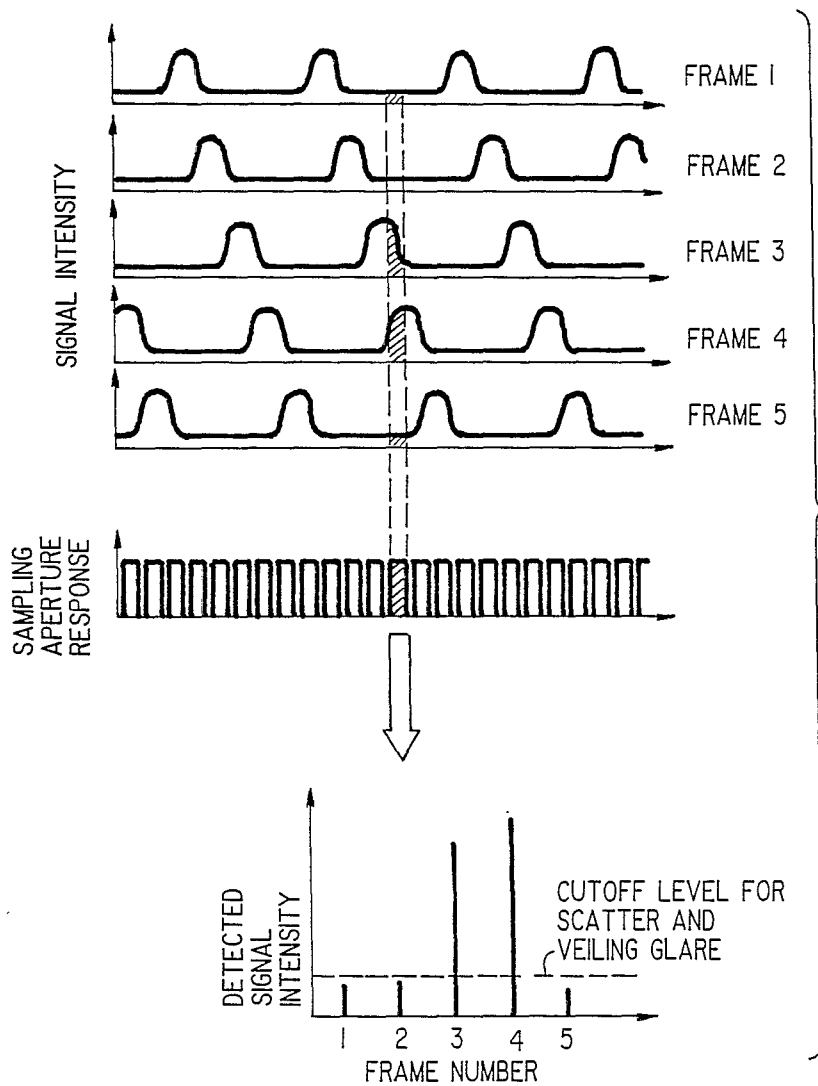 SIGNAL INTENSITY
FRAME 1
FRAME 2
FRAME 3
FRAME 4
FRAME 5
SAMPLING
APERTURE
RESPONSE
DETECTED
SIGNAL
INTENSITY
CUTOFF LEVEL FOR
SCATTER AND
VEILING GLARE
1 2 3 4 5
FRAME NUMBER